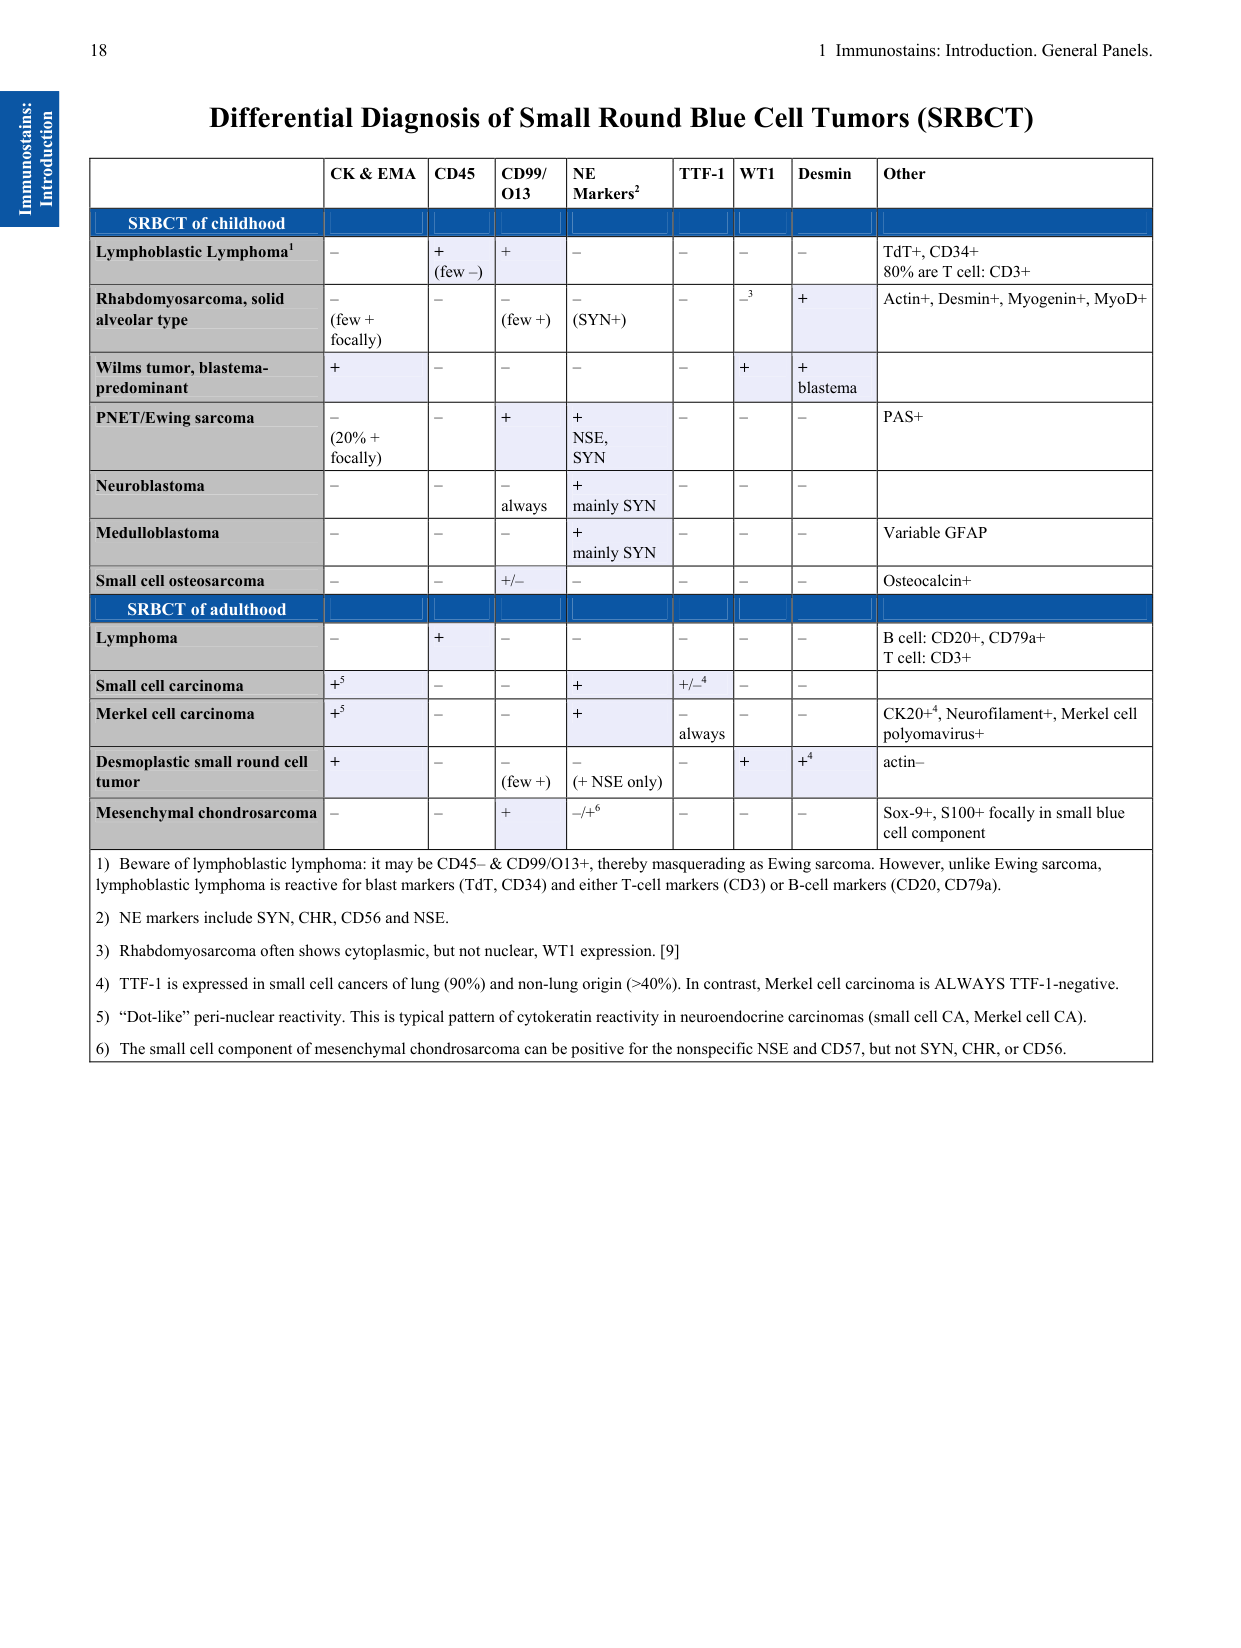 18
1 Immunostains: Introduction. General Panels.
Immunostains:
Introduction
Differential Diagnosis of Small Round Blue Cell Tumors (SRBCT)
CK & EMA CD45 CD99/ NE TTF-1 WT1 Desmin Other
O13 Markers2
SRBCT of childhood
Lymphoblastic Lymphoma1 – + + – – – – TdT+, CD34+
(few –) 80% are T cell: CD3+
Rhabdomyosarcoma, solid – – – – – –3 + Actin+, Desmin+, Myogenin+, MyoD+
alveolar type (few + (few +) (SYN+)
focally)
Wilms tumor, blastema- + – – – – + +
predominant blastema
PNET/Ewing sarcoma – – + + – – – PAS+
(20% + NSE,
focally) SYN
Neuroblastoma – – – + – – –
always mainly SYN
Medulloblastoma – – – + – – – Variable GFAP
mainly SYN
Small cell osteosarcoma – – +/– – – – – Osteocalcin+
SRBCT of adulthood
Lymphoma – + – – – – – B cell: CD20+, CD79a+
T cell: CD3+
Small cell carcinoma +5 – – + +/–4 – –
Merkel cell carcinoma +5 – – + – – – CK20+4, Neurofilament+, Merkel cell
always polyomavirus+
Desmoplastic small round cell + – – – – + +4 actin–
tumor (few +) (+ NSE only)
Mesenchymal chondrosarcoma – – + –/+6 – – – Sox-9+, S100+ focally in small blue
cell component
1) Beware of lymphoblastic lymphoma: it may be CD45– & CD99/O13+, thereby masquerading as Ewing sarcoma. However, unlike Ewing sarcoma,
lymphoblastic lymphoma is reactive for blast markers (TdT, CD34) and either T-cell markers (CD3) or B-cell markers (CD20, CD79a).
2) NE markers include SYN, CHR, CD56 and NSE.
3) Rhabdomyosarcoma often shows cytoplasmic, but not nuclear, WT1 expression. [9]
4) TTF-1 is expressed in small cell cancers of lung (90%) and non-lung origin (>40%). In contrast, Merkel cell carcinoma is ALWAYS TTF-1-negative.
5) “Dot-like” peri-nuclear reactivity. This is typical pattern of cytokeratin reactivity in neuroendocrine carcinomas (small cell CA, Merkel cell CA).
6) The small cell component of mesenchymal chondrosarcoma can be positive for the nonspecific NSE and CD57, but not SYN, CHR, or CD56.